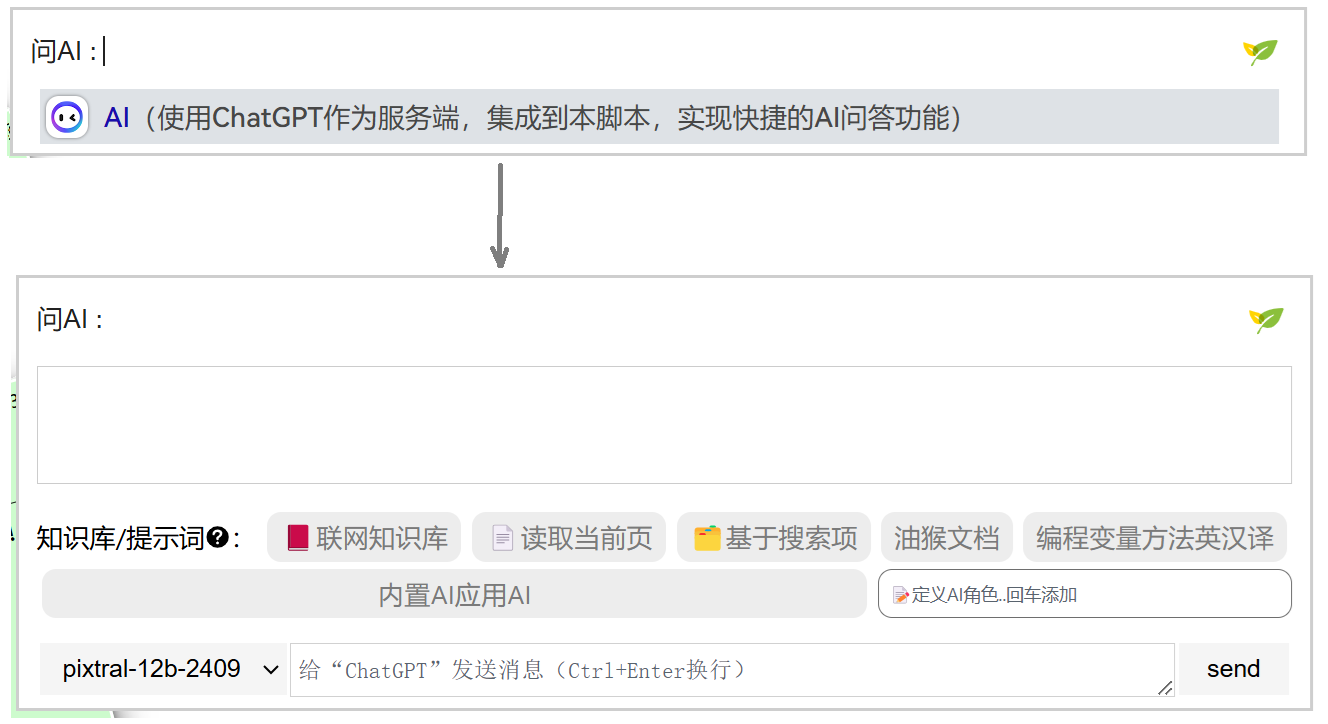 问AI :
AI（使用ChatGPT作为服务端，集成到本脚本，实现快捷的AI问答功能）
问AI :
知识库/提示词?： 联网知识库 读取当前页 基于搜索项 油猴文档 编程变量方法英汉译
内置AI应用AI 定义AI角色..回车添加
pixtral-12b-2409 给“ChatGPT”发送消息（Ctrl+Enter换行） send